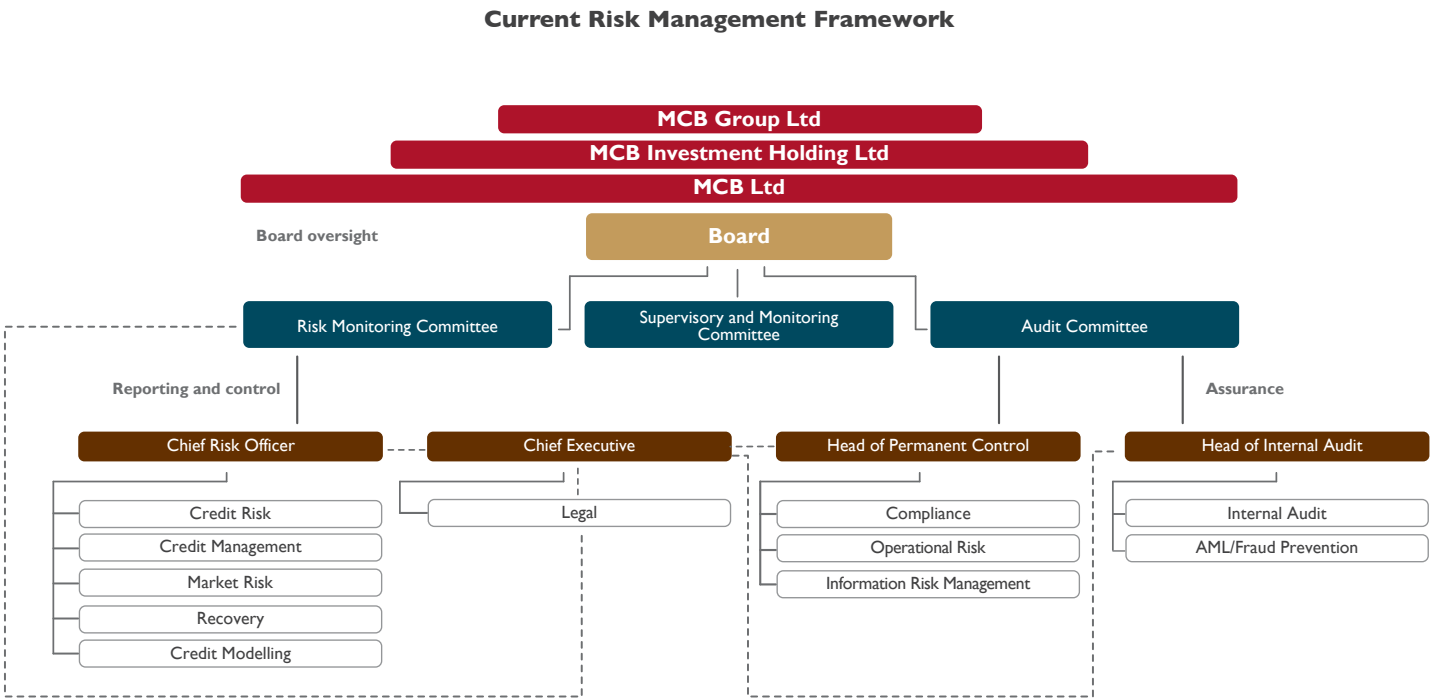 Current Risk Management Framework
MCB Group Ltd
MCB Investment Holding Ltd
MCB Ltd
Board oversight
Board
Risk Monitoring Committee
Supervisory and Monitoring
Committee
Audit Committee
Reporting and control
Assurance
Chief Risk Officer
Chief Executive
Head of Permanent Control
Head of Internal Audit
Credit Risk
Credit Management
Market Risk
Recovery
Credit Modelling
Legal
Compliance
Operational Risk
Information Risk Management
Internal Audit
AML/Fraud Prevention